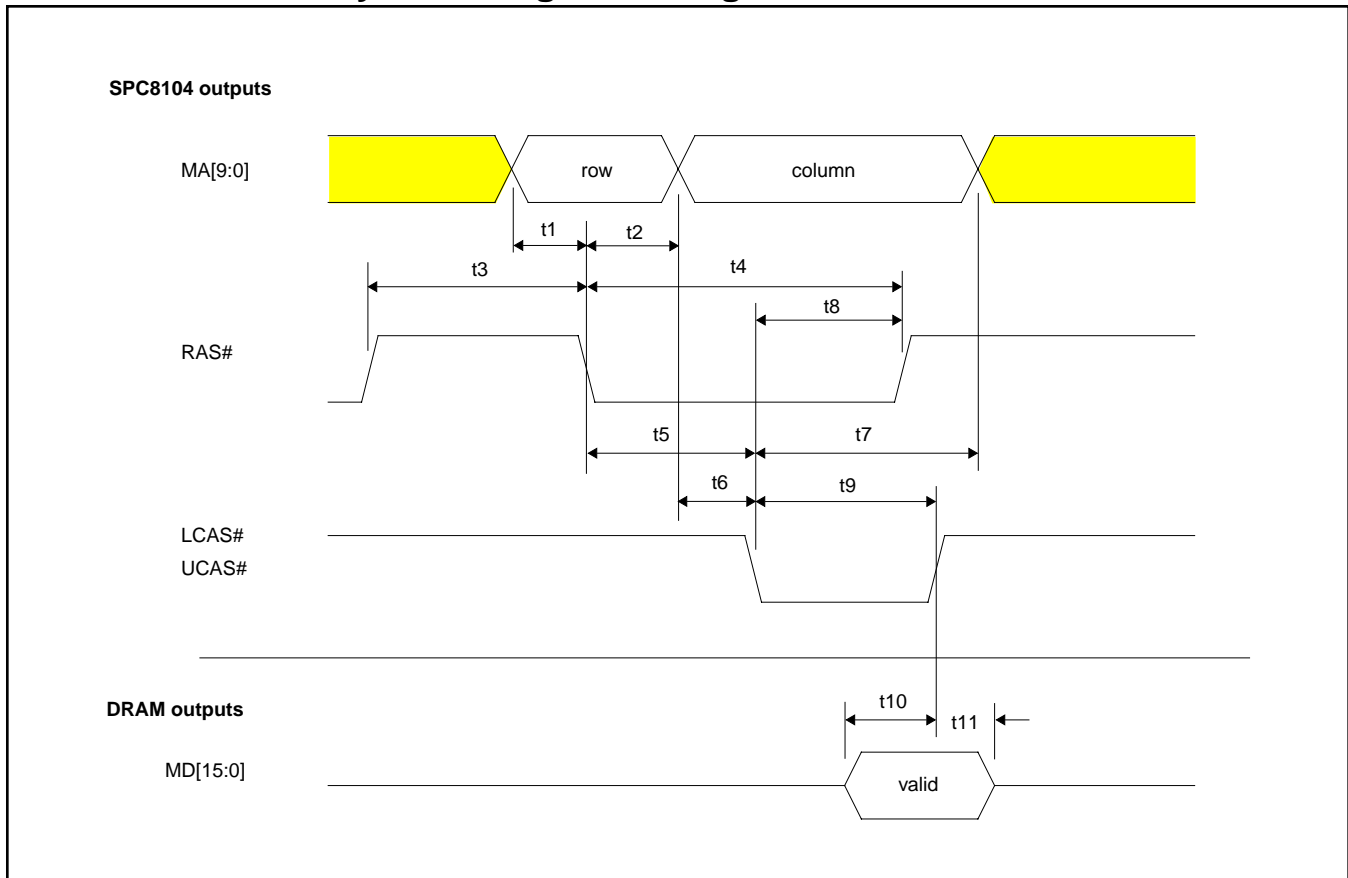 SPC8104 outputs
MA[9:0]
row
column
t1
t2
t3
t4
t8
RAS#
t5
t7
t6
t9
LCAS#
UCAS#
DRAM outputs
t10
t11
MD[15:0]
valid